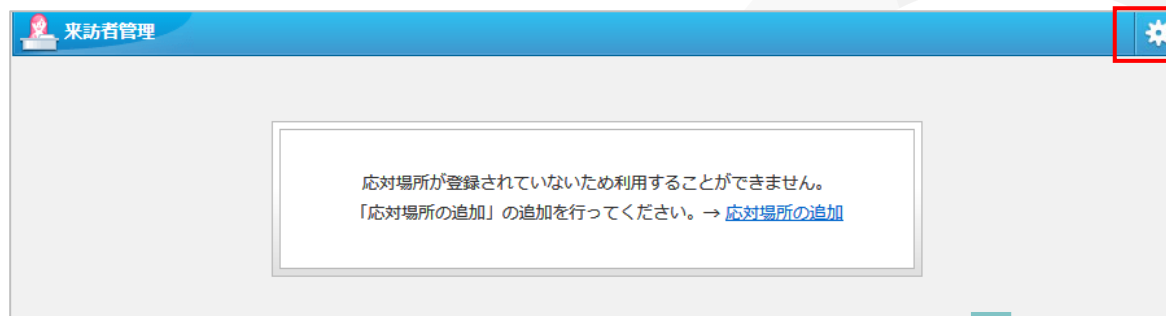 来訪者管理
応対場所が登録されていないため利用することができません。
「応対場所の追加」の追加を行ってください。→ 応対場所の追加